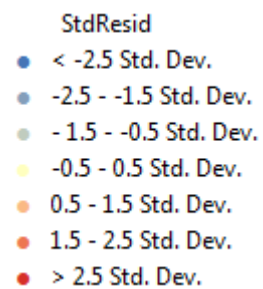 StdResid
< -2.5 Std. Dev.
-2.5 - -1.5 Std. Dev.
- 1.5 - -0.5 Std. Dev.
-0.5 - 0.5 Std. Dev.
0.5 - 1.5 Std. Dev.
1.5 - 2.5 Std. Dev.
> 2.5 Std. Dev.